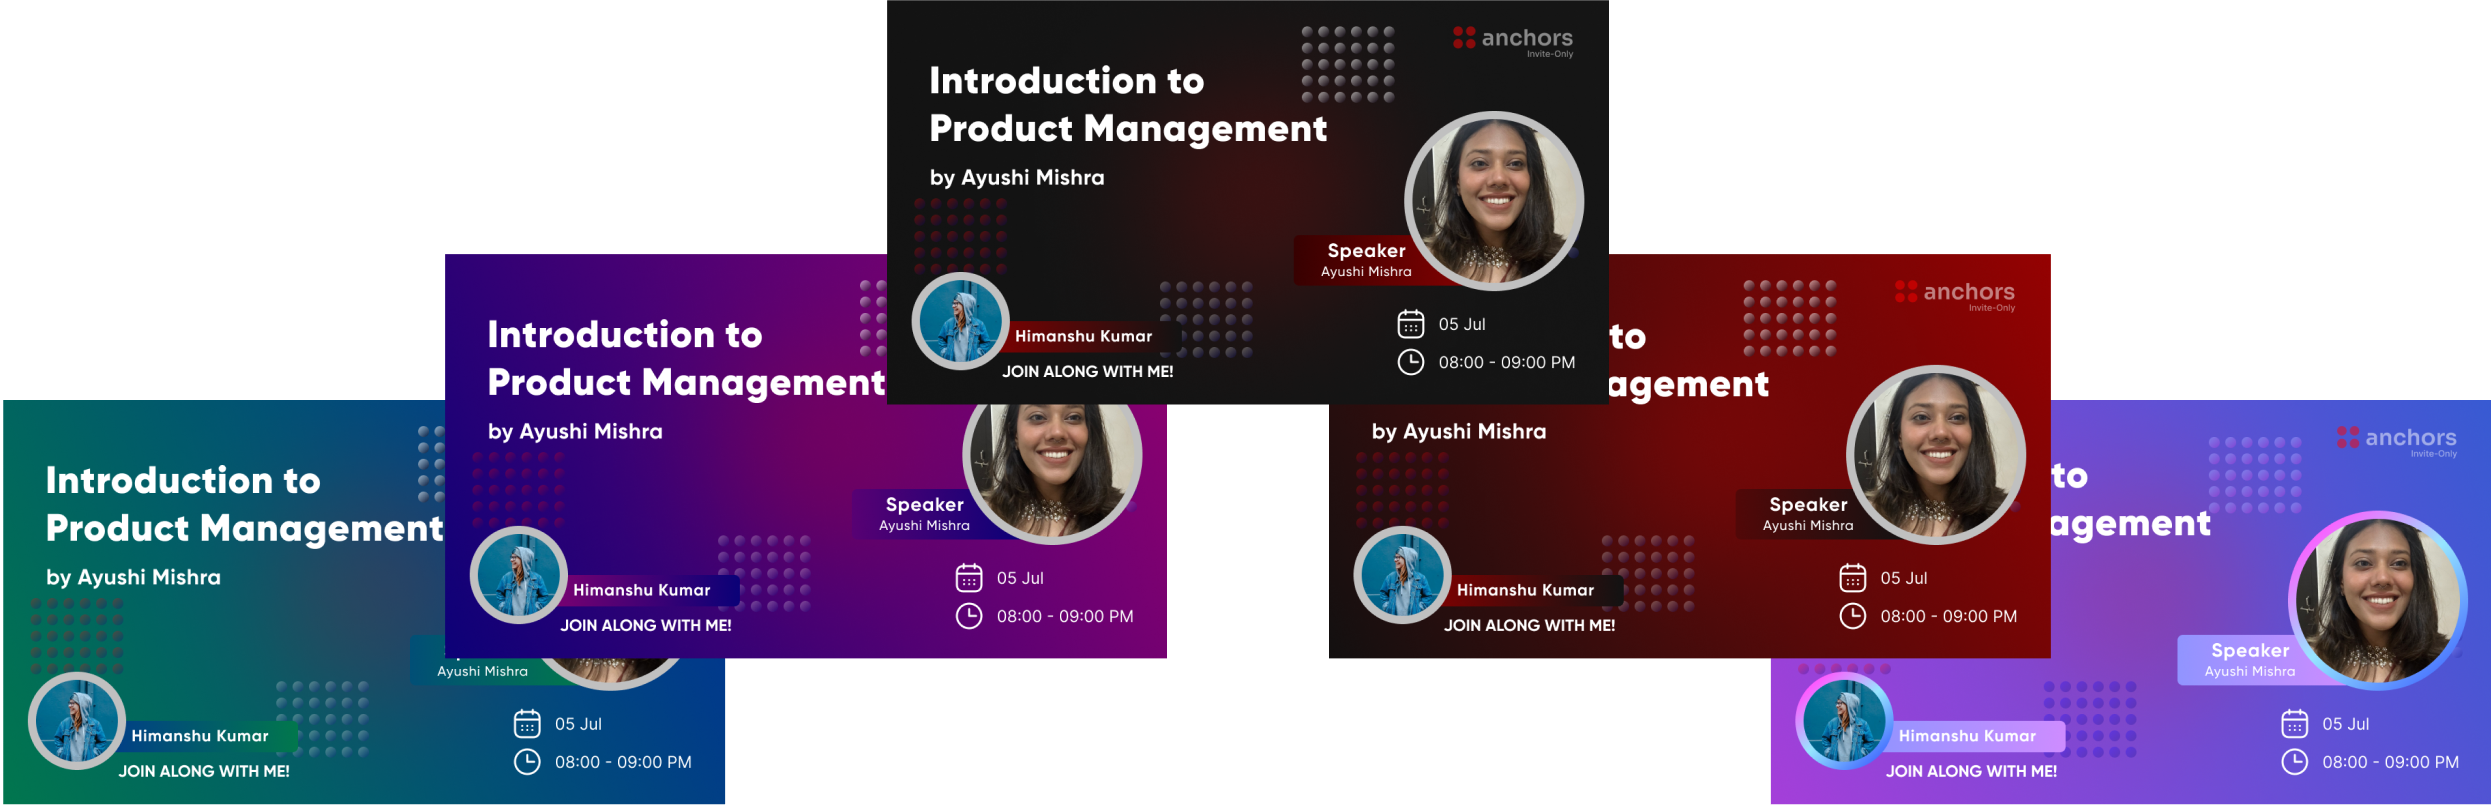 anchors
Invite-Only
Introduction to
Product Management
by Ayushi Mishra
Speaker
Ayushi Mishra
Himanshu Kumar
JOIN ALONG WITH ME!
05 Jul
08:00 - 09:00 PM
Introduction to
Product Management
by Ayushi Mishra
Speaker
Ayushi Mishra
Himanshu Kumar
JOIN ALONG WITH ME!
05 Jul
08:00 - 09:00 PM
anchors
Invite-Only
to
agement
by Ayushi Mishra
Speaker
Ayushi Mishra
Himanshu Kumar
JOIN ALONG WITH ME!
05 Jul
08:00 - 09:00 PM
Introduction to
Product Management
by Ayushi Mishra
Ayushi Mishra
Himanshu Kumar
JOIN ALONG WITH ME!
05 Jul
08:00 - 09:00 PM
anchors
Invite-Only
to
agement
Speaker
Ayushi Mishra
Himanshu Kumar
JOIN ALONG WITH ME!
05 Jul
08:00 - 09:00 PM